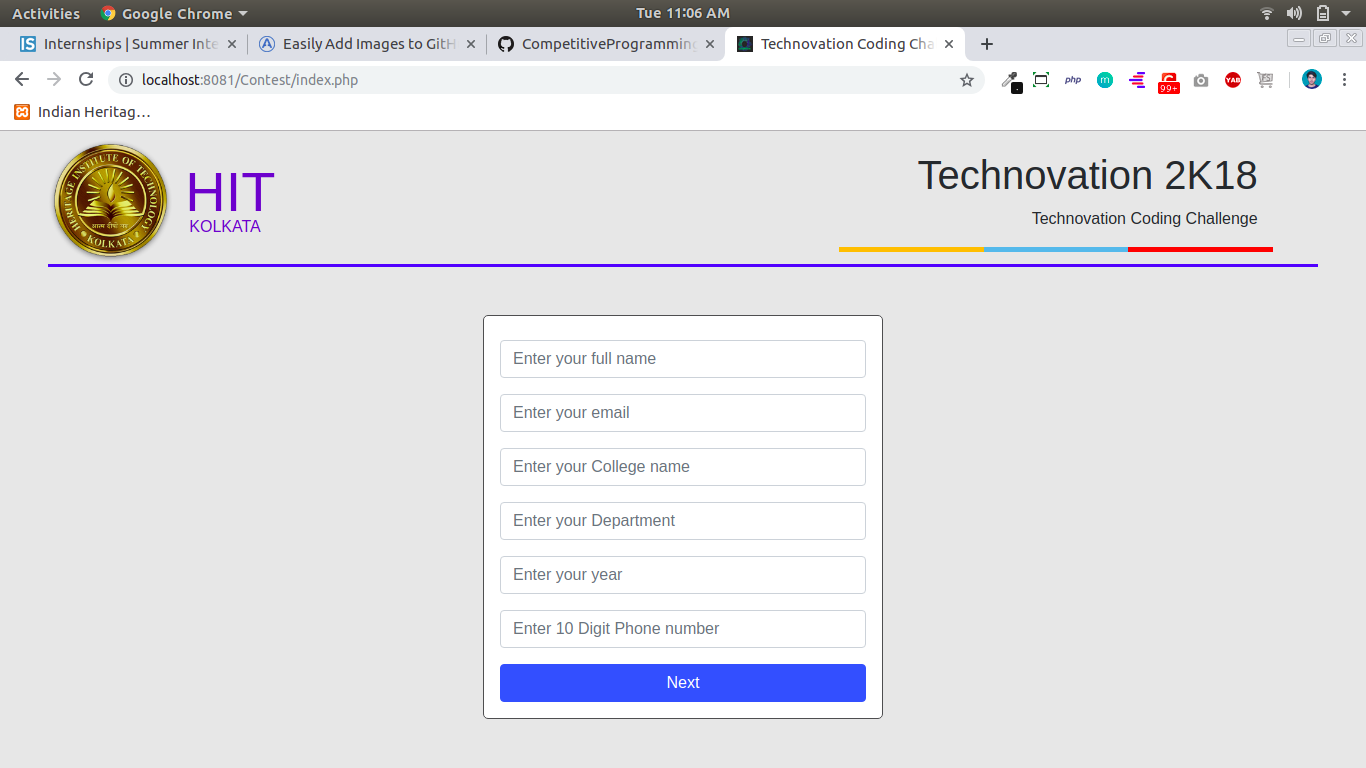 Activities Google Chrome Tue 11:06 AM
Internships | Summer Inte Easily Add Images to GitH CompetitiveProgramming Technovation Coding Cha
localhost:8081/Contest/index.php php m 99+ YAB
Indian Heritag...
HERITAGE INSTITUTE OF TECHNOLOGY
KOLKATA
HIT
KOLKATA
Technovation 2K18
Technovation Coding Challenge
Enter your full name
Enter your email
Enter your College name
Enter your Department
Enter your year
Enter 10 Digit Phone number
Next